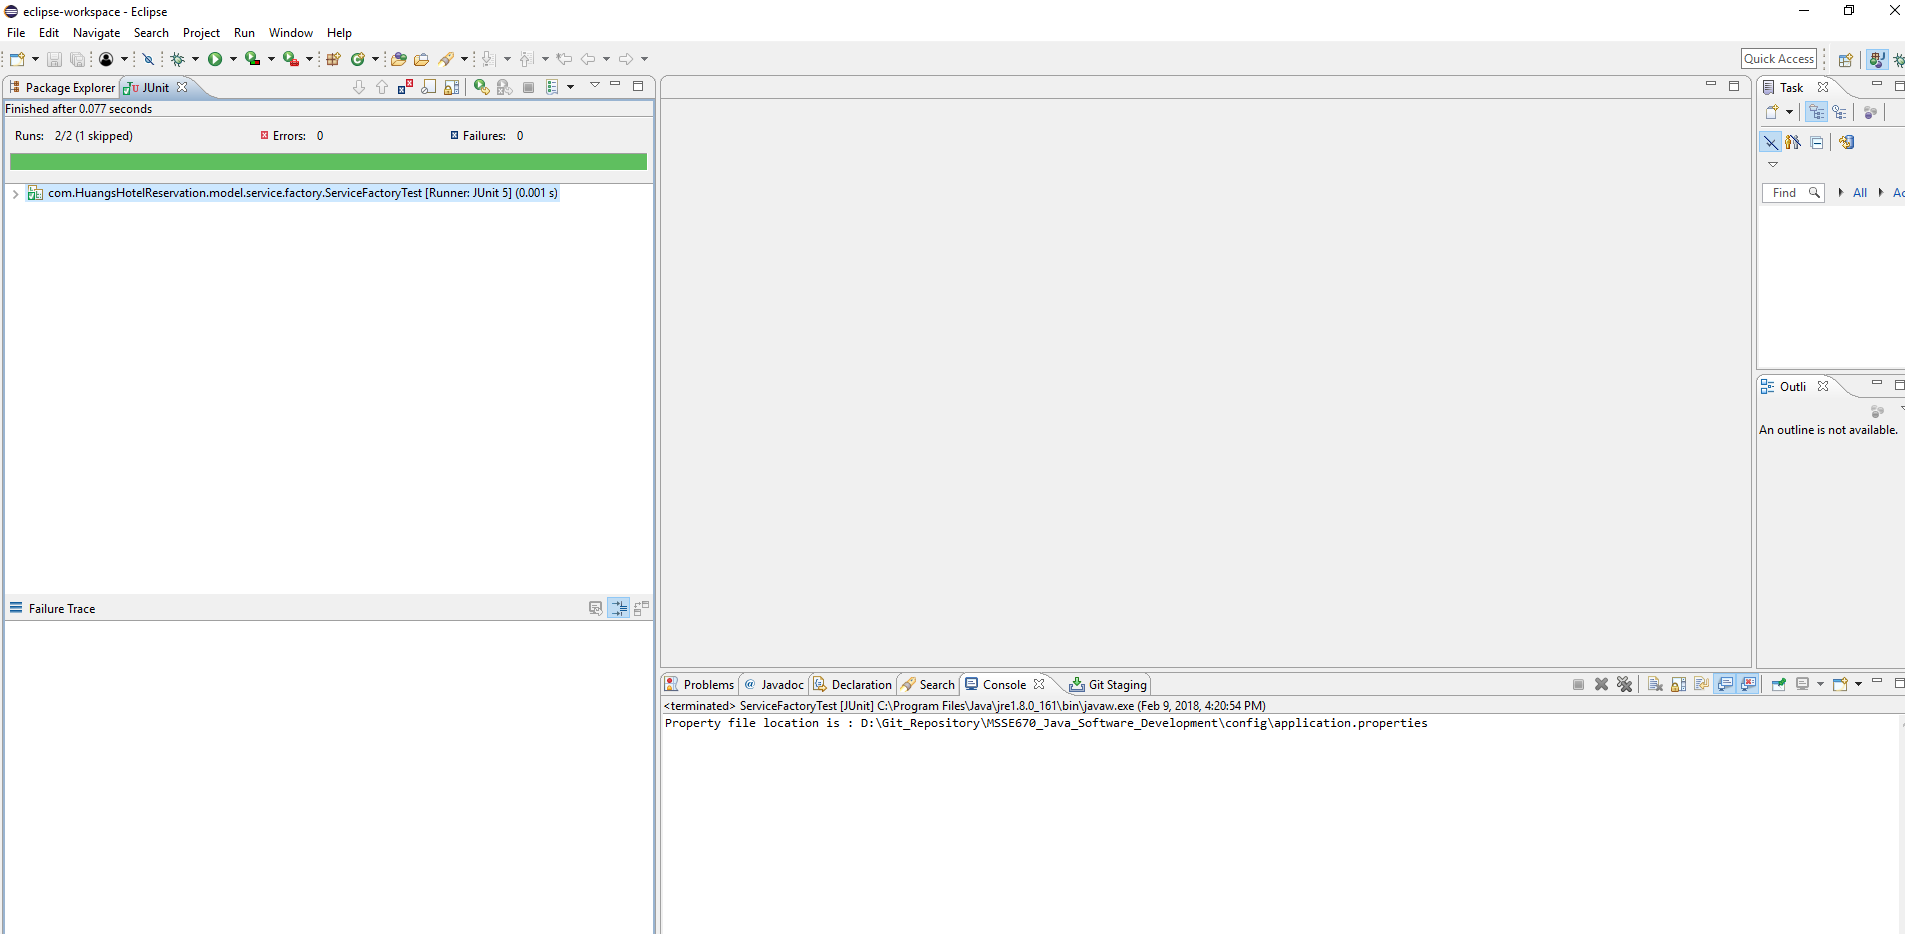 eclipse-workspace - Eclipse
File Edit Navigate Search Project Run Window Help
Quick Access
Package Explorer JUnit
Finished after 0.077 seconds
Runs: 2/2 (1 skipped) Errors: 0 Failures: 0
com.HuangsHotelReservation.model.service.factory.ServiceFactoryTest [Runner: JUnit 5] (0.001 s)
Failure Trace
Task
Find All Ac
Outli
An outline is not available.
Problems Javadoc Declaration Search Console Git Staging
<terminated> ServiceFactoryTest [JUnit] C:\Program Files\Java\jre1.8.0_161\bin\javaw.exe (Feb 9, 2018, 4:20:54 PM)
Property file location is : D:\Git_Repository\MSSE670_Java_Software_Development\config\application.properties